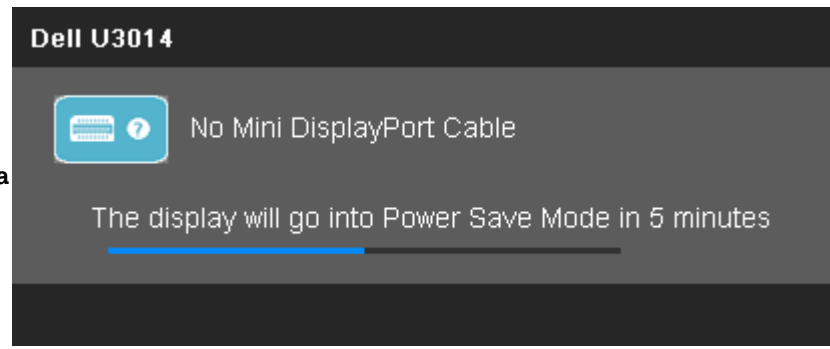 Dell U3014
? No Mini DisplayPort Cable
a
The display will go into Power Save Mode in 5 minutes